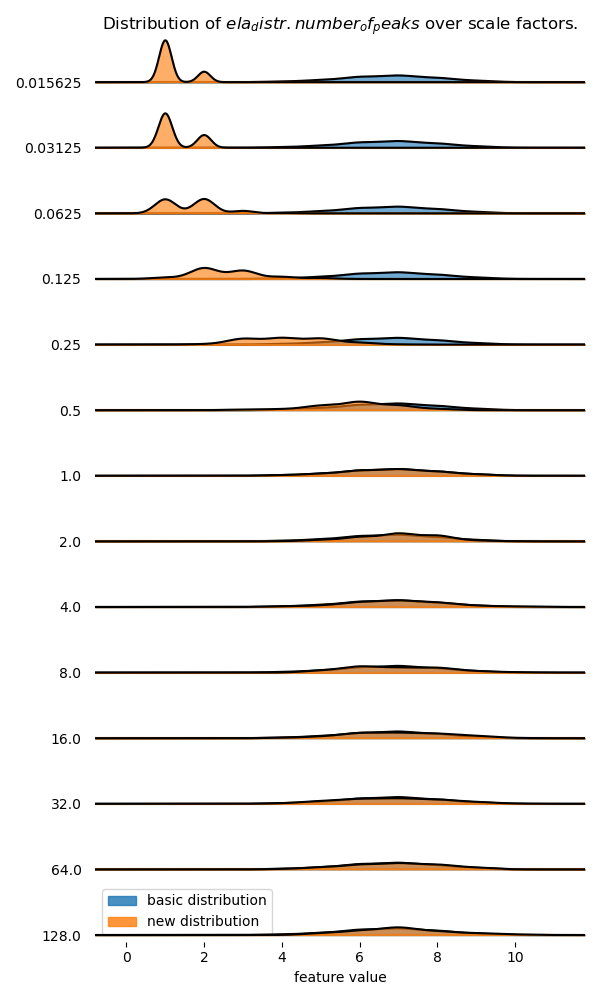 Distribution of ela_distr.number_of_peaks over scale factors.
0.015625
0.03125
0.0625
0.125
0.25
0.5
1.0
2.0
4.0
8.0
16.0
32.0
64.0
128.0
basic distribution
new distribution
0 2 4 6 8 10
feature value